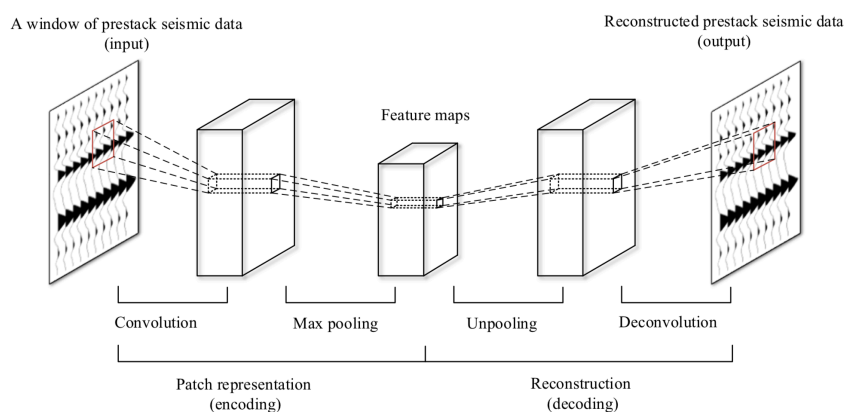 A window of prestack seismic data
(input)
Reconstructed prestack seismic data
(output)
Feature maps
Convolution
Max pooling
Unpooling
Deconvolution
Patch representation
(encoding)
Reconstruction
(decoding)